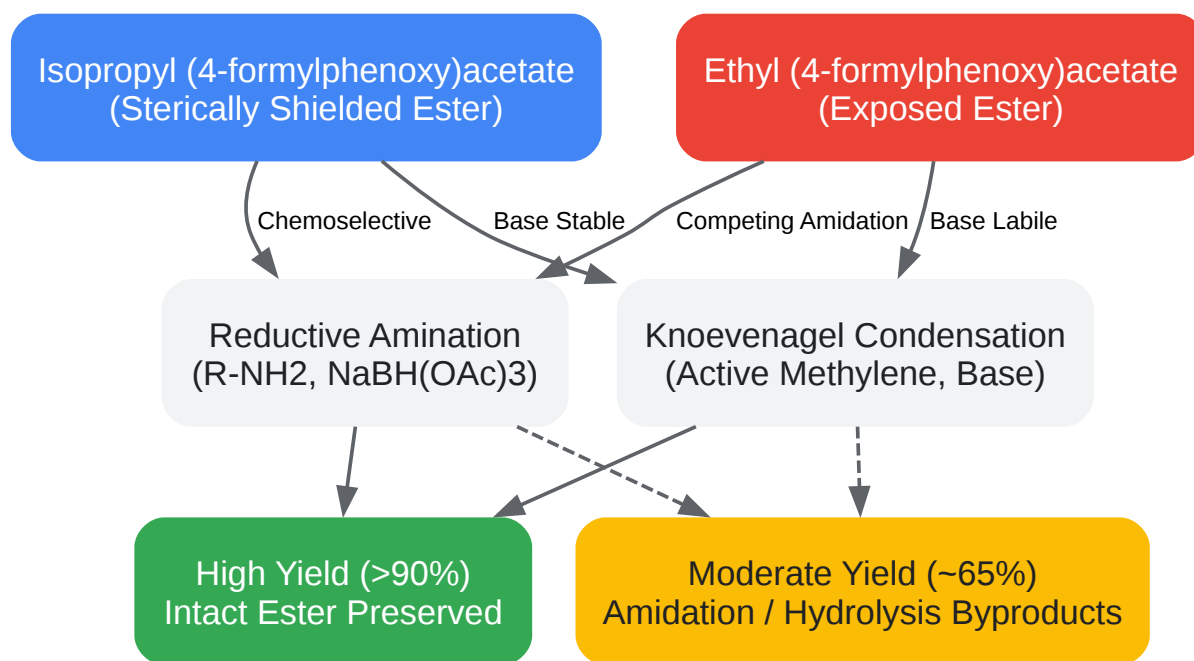 Isopropyl (4-formylphenoxy)acetate
(Sterically Shielded Ester)
Ethyl (4-formylphenoxy)acetate
(Exposed Ester)
Chemoselective
Base Stable
Competing Amidation
Base Labile
Reductive Amination
(R-NH2, NaBH(OAc)3)
Knoevenagel Condensation
(Active Methylene, Base)
High Yield (>90%)
Intact Ester Preserved
Moderate Yield (~65%)
Amidation / Hydrolysis Byproducts